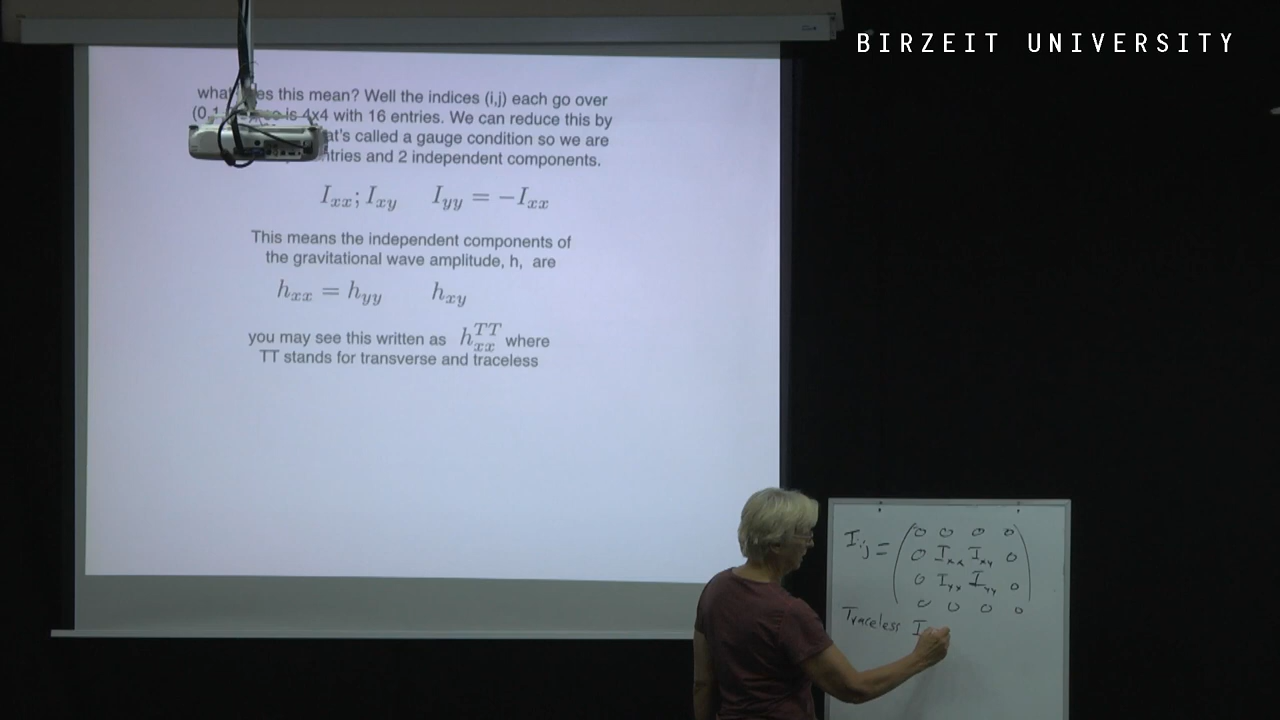 BIRZEIT UNIVERSITY
this mean? Well the indices (i,j) each go over
is 4x4 with 16 entries. We can reduce this by
called a gauge condition so we are
and 2 independent components.
I_{xx}; I_{xy} I_{yy} = −I_{xx}
This means the independent components of
the gravitational wave amplitude, h, are
h_{xx} = h_{yy} h_{xy}
you may see this written as h_{xx}^{TT} where
TT stands for transverse and traceless
I_{ij} = ( 0 0 0 0
0 I_{xx} I_{xy} 0
0 I_{yx} I_{yy} 0
0 0 0 0 )
Traceless I